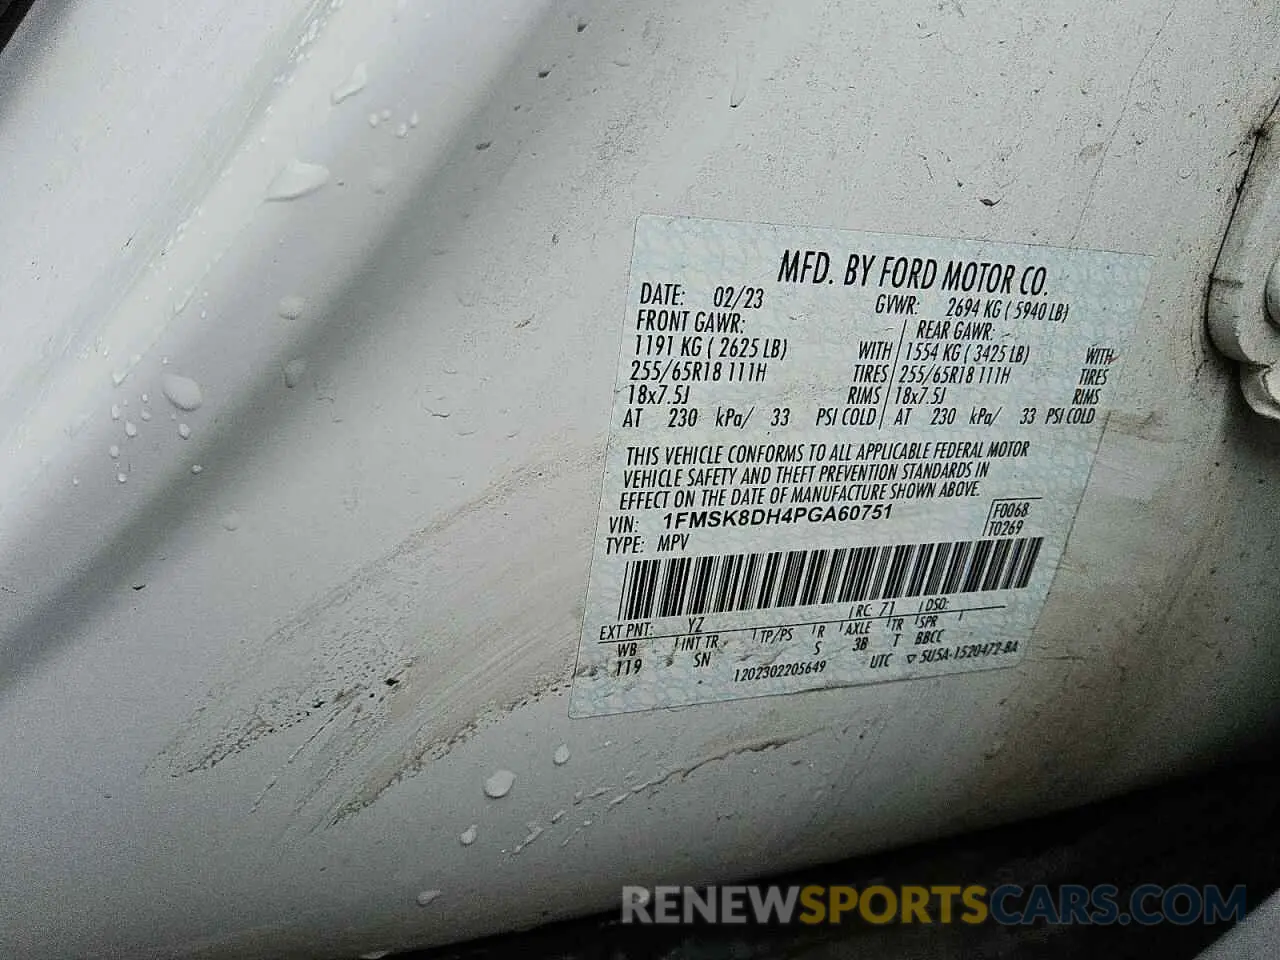 MFD. BY FORD MOTOR CO.
DATE: 02/23 GVWR: 2694 KG ( 5940 LB)
FRONT GAWR: REAR GAWR:
1191 KG ( 2625 LB) WITH 1554 KG ( 3425 LB) WITH
255/65R18 111H TIRES 255/65R18 111H TIRES
18x7.5J RIMS 18x7.5J RIMS
AT 230 kPa/ 33 PSI COLD AT 230 kPa/ 33 PSI COLD
THIS VEHICLE CONFORMS TO ALL APPLICABLE FEDERAL MOTOR
VEHICLE SAFETY AND THEFT PREVENTION STANDARDS IN
EFFECT ON THE DATE OF MANUFACTURE SHOWN ABOVE.
VIN: 1FMSK8DH4PGA60751 F0068
TYPE: MPV T0269
EXT PNT: YZ RC: 71 DSO:
WB INT TR TP/PS R AXLE TR SPR
119 SN S 3B T BBCC
1202302205649 UTC ▽ 5U5A-1520472-BA
RENEWSPORTSCARS.COM